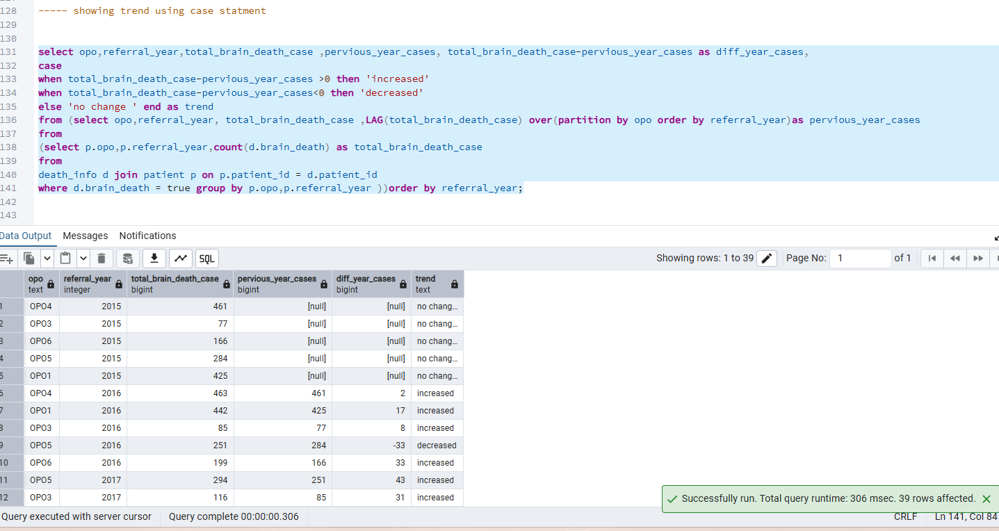 128 ----- showing trend using case statment
129
130
131 select opo,referral_year,total_brain_death_case ,pervious_year_cases, total_brain_death_case-pervious_year_cases as diff_year_cases,
132 case
133 when total_brain_death_case-pervious_year_cases >0 then 'increased'
134 when total_brain_death_case-pervious_year_cases<0 then 'decreased'
135 else 'no change ' end as trend
136 from (select opo,referral_year, total_brain_death_case ,LAG(total_brain_death_case) over(partition by opo order by referral_year)as pervious_year_cases
137 from
138 (select p.opo,p.referral_year,count(d.brain_death) as total_brain_death_case
139 from
140 death_info d join patient p on p.patient_id = d.patient_id
141 where d.brain_death = true group by p.opo,p.referral_year ))order by referral_year;
142
143
Data Output Messages Notifications
SQL Showing rows: 1 to 39 Page No: 1 of 1
opo referral_year total_brain_death_case pervious_year_cases diff_year_cases trend
text integer bigint bigint bigint text
1 OPO4 2015 461 [null] [null] no chang...
2 OPO3 2015 77 [null] [null] no chang...
3 OPO6 2015 166 [null] [null] no chang...
4 OPO5 2015 284 [null] [null] no chang...
5 OPO1 2015 425 [null] [null] no chang...
6 OPO4 2016 463 461 2 increased
7 OPO1 2016 442 425 17 increased
8 OPO3 2016 85 77 8 increased
9 OPO5 2016 251 284 -33 decreased
10 OPO6 2016 199 166 33 increased
11 OPO5 2017 294 251 43 increased
12 OPO3 2017 116 85 31 increased
Successfully run. Total query runtime: 306 msec. 39 rows affected.
Query executed with server cursor Query complete 00:00:00.306 CRLF Ln 141, Col 84